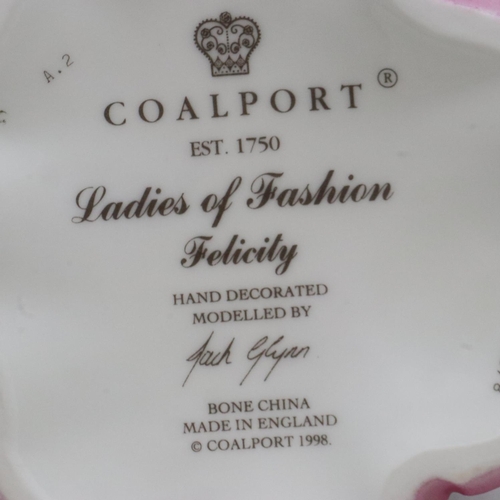 A.2
COALPORT ®
EST. 1750
Ladies of Fashion
Felicity
HAND DECORATED
MODELLED BY
Jack Glynn
BONE CHINA
MADE IN ENGLAND
© COALPORT 1998.